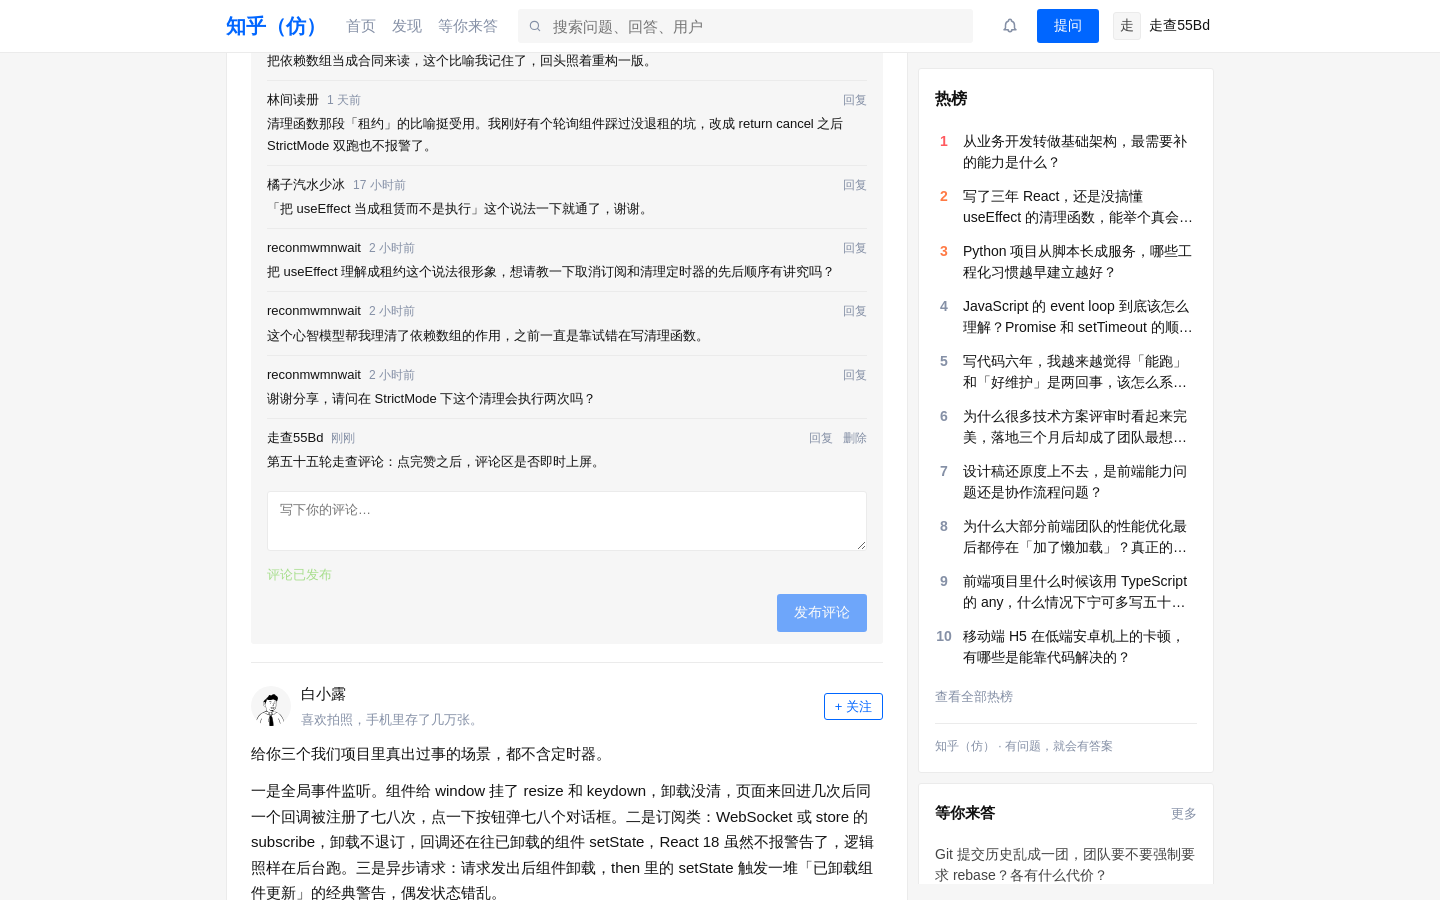 知乎（仿） 首页 发现 等你来答 搜索问题、回答、用户 提问 走 走查55Bd
把依赖数组当成合同来读，这个比喻我记住了，回头照着重构一版。
林间读册 1 天前 回复
清理函数那段「租约」的比喻挺受用。我刚好有个轮询组件踩过没退租的坑，改成 return cancel 之后
StrictMode 双跑也不报警了。
橘子汽水少冰 17 小时前 回复
「把 useEffect 当成租赁而不是执行」这个说法一下就通了，谢谢。
reconmwmnwait 2 小时前 回复
把 useEffect 理解成租约这个说法很形象，想请教一下取消订阅和清理定时器的先后顺序有讲究吗？
reconmwmnwait 2 小时前 回复
这个心智模型帮我理清了依赖数组的作用，之前一直是靠试错在写清理函数。
reconmwmnwait 2 小时前 回复
谢谢分享，请问在 StrictMode 下这个清理会执行两次吗？
走查55Bd 刚刚 回复 删除
第五十五轮走查评论：点完赞之后，评论区是否即时上屏。
写下你的评论…
评论已发布
发布评论
白小露
喜欢拍照，手机里存了几万张。
+ 关注
给你三个我们项目里真出过事的场景，都不含定时器。
一是全局事件监听。组件给 window 挂了 resize 和 keydown，卸载没清，页面来回进几次后同
一个回调被注册了七八次，点一下按钮弹七八个对话框。二是订阅类：WebSocket 或 store 的
subscribe，卸载不退订，回调还在往已卸载的组件 setState，React 18 虽然不报警告了，逻辑
照样在后台跑。三是异步请求：请求发出后组件卸载，then 里的 setState 触发一堆「已卸载组
件更新」的经典警告，偶发状态错乱。
热榜
1 从业务开发转做基础架构，最需要补
的能力是什么？
2 写了三年 React，还是没搞懂
useEffect 的清理函数，能举个真会…
3 Python 项目从脚本长成服务，哪些工
程化习惯越早建立越好？
4 JavaScript 的 event loop 到底该怎么
理解？Promise 和 setTimeout 的顺…
5 写代码六年，我越来越觉得「能跑」
和「好维护」是两回事，该怎么系…
6 为什么很多技术方案评审时看起来完
美，落地三个月后却成了团队最想…
7 设计稿还原度上不去，是前端能力问
题还是协作流程问题？
8 为什么大部分前端团队的性能优化最
后都停在「加了懒加载」？真正的…
9 前端项目里什么时候该用 TypeScript
的 any，什么情况下宁可多写五十…
10 移动端 H5 在低端安卓机上的卡顿，
有哪些是能靠代码解决的？
查看全部热榜
知乎（仿） · 有问题，就会有答案
等你来答 更多
Git 提交历史乱成一团，团队要不要强制要
求 rebase？各有什么代价？